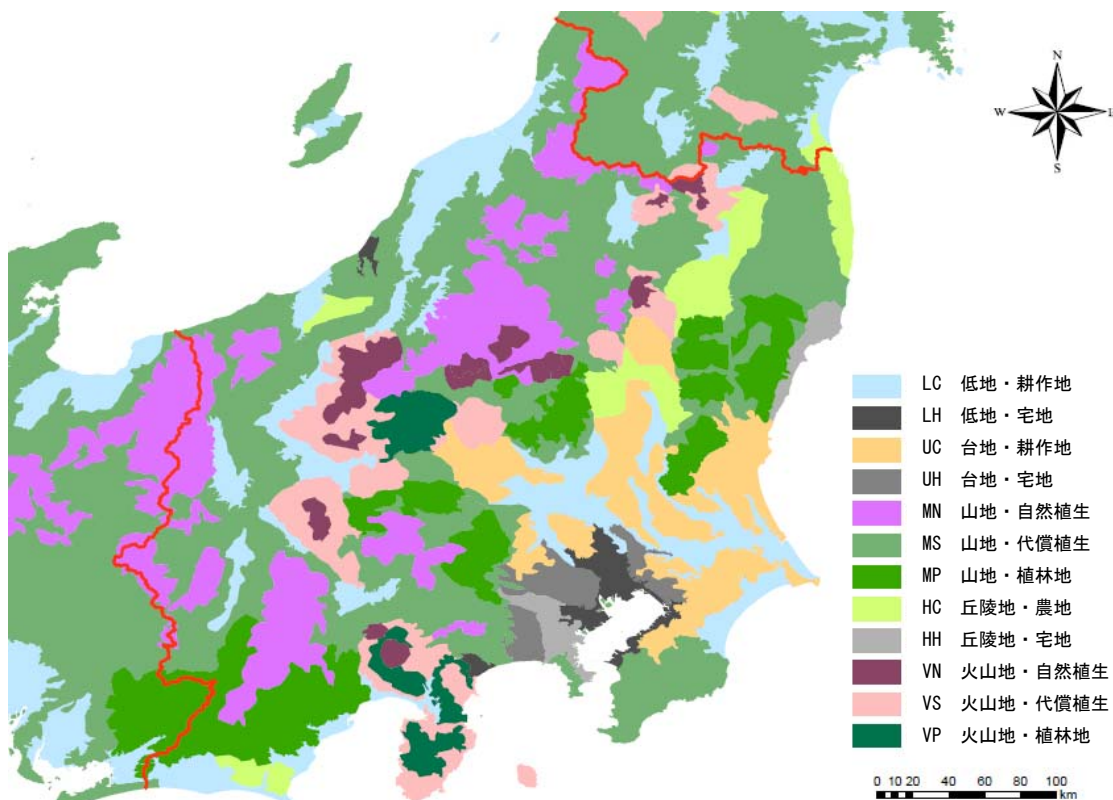 N
W
E
S
LC 低地・耕作地
LH 低地・宅地
UC 台地・耕作地
UH 台地・宅地
MN 山地・自然植生
MS 山地・代償植生
MP 山地・植林地
HC 丘陵地・農地
HH 丘陵地・宅地
VN 火山地・自然植生
VS 火山地・代償植生
VP 火山地・植林地
0 10 20 40 60 80 100
km